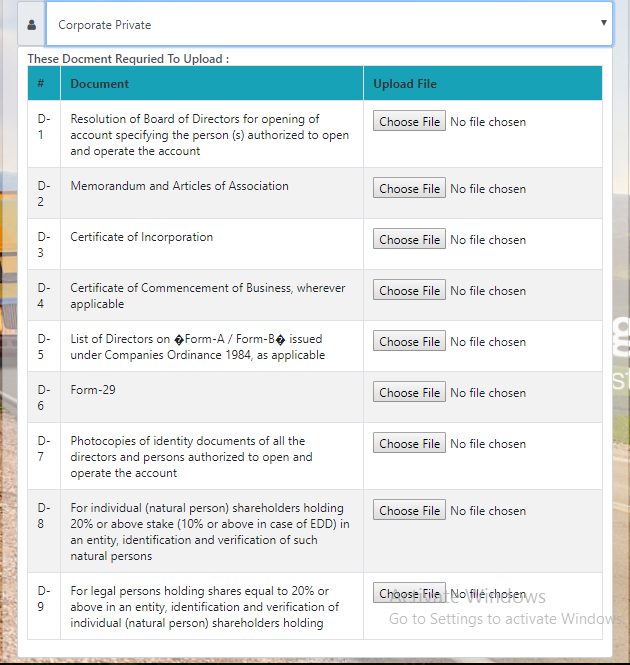 Corporate Private
These Docment Requried To Upload :
# Document Upload File
D-1 Resolution of Board of Directors for opening of
account specifying the person (s) authorized to open
and operate the account
Choose File No file chosen
D-2 Memorandum and Articles of Association
Choose File No file chosen
D-3 Certificate of Incorporation
Choose File No file chosen
D-4 Certificate of Commencement of Business, wherever
applicable
Choose File No file chosen
D-5 List of Directors on �Form-A / Form-B� issued
under Companies Ordinance 1984, as applicable
Choose File No file chosen
D-6 Form-29
Choose File No file chosen
D-7 Photocopies of identity documents of all the
directors and persons authorized to open and
operate the account
Choose File No file chosen
D-8 For individual (natural person) shareholders holding
20% or above stake (10% or above in case of EDD) in
an entity, identification and verification of such
natural persons
Choose File No file chosen
D-9 For legal persons holding shares equal to 20% or
above in an entity, identification and verification of
individual (natural person) shareholders holding
Choose File No file chosen
Activate Windows
Go to Settings to activate Windows.